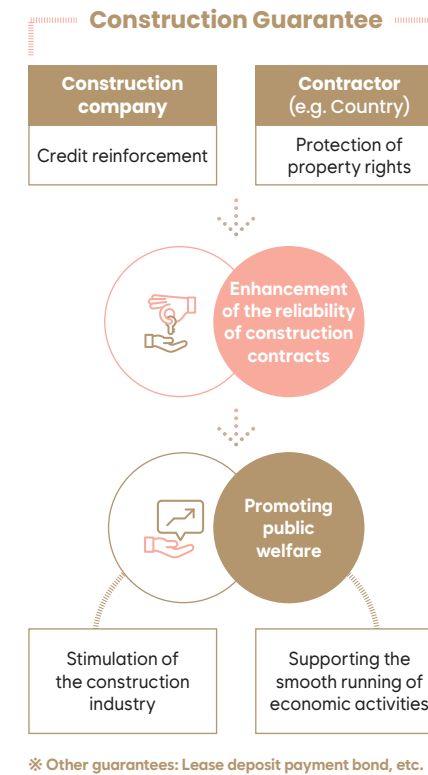 Construction Guarantee
Construction
company
Credit reinforcement
Contractor
(e.g. Country)
Protection of
property rights
Enhancement
of the reliability
of construction
contracts
Promoting
public
welfare
Stimulation of
the construction
industry
Supporting the
smooth running of
economic activities
※ Other guarantees: Lease deposit payment bond, etc.